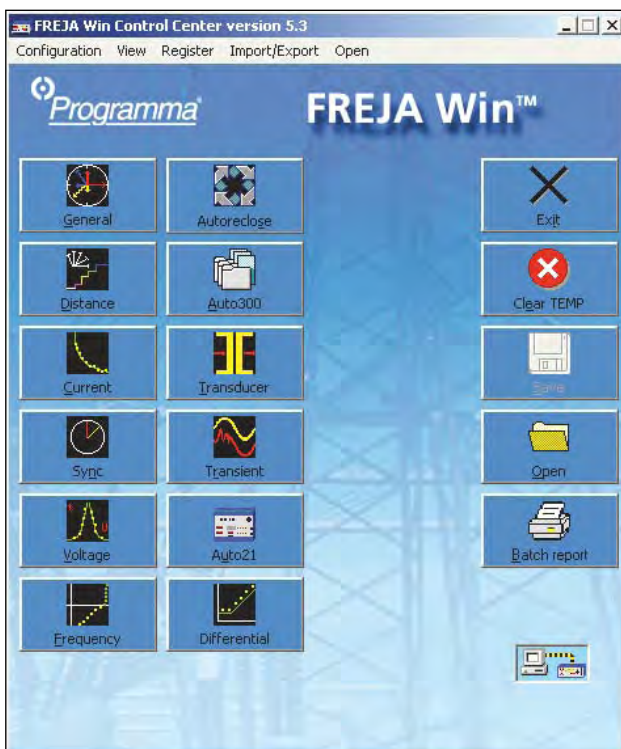 FREJA Win Control Center version 5.3
Configuration View Register Import/Export Open
Programma®
FREJA Win™
General
Autoreclose
Exit
Distance
Auto300
Clear TEMP
Current
Transducer
Save
Sync
Transient
Open
Voltage
Auto21
Batch report
Frequency
Differential